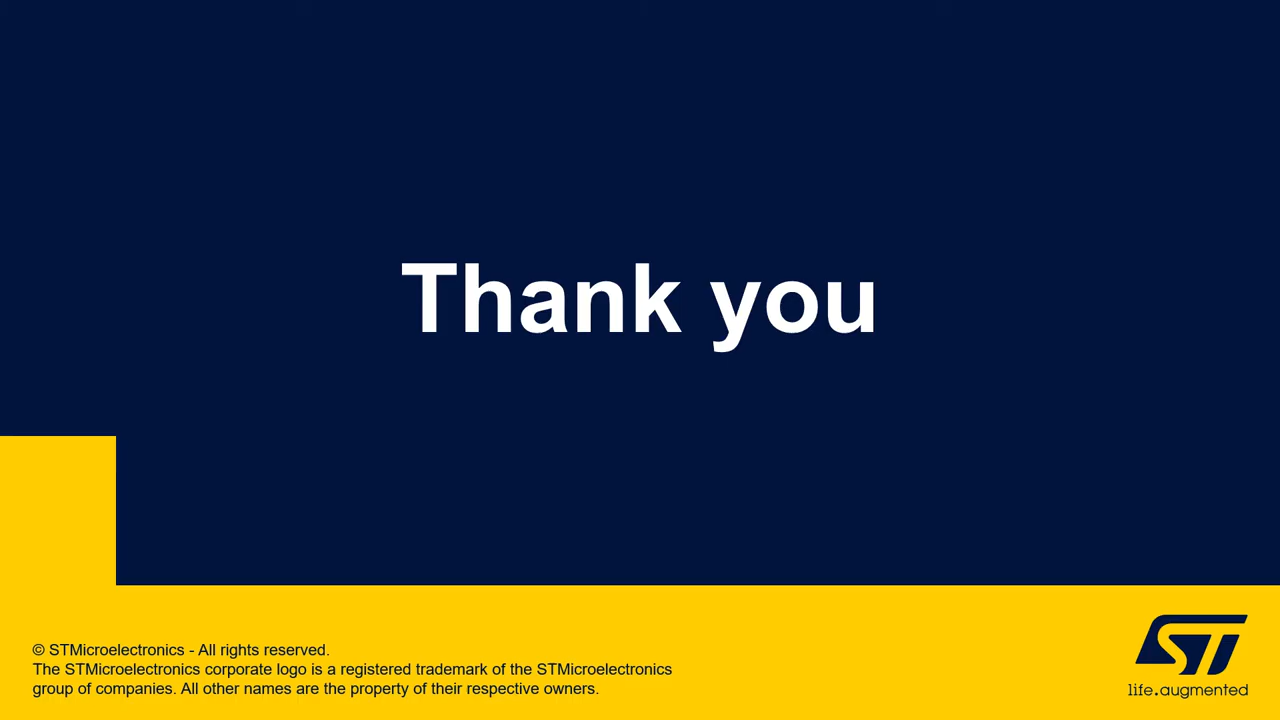 Thank you
© STMicroelectronics - All rights reserved.
The STMicroelectronics corporate logo is a registered trademark of the STMicroelectronics
group of companies. All other names are the property of their respective owners.
ST
life.augmented